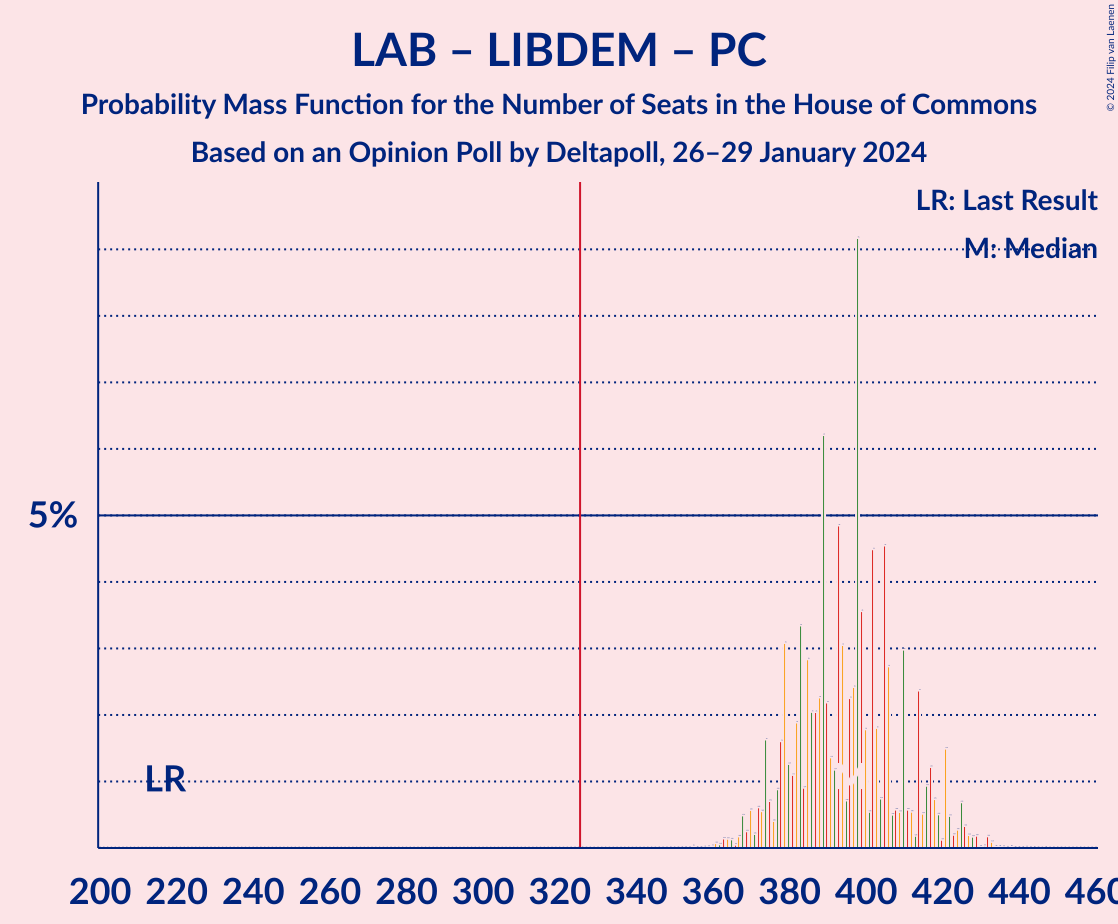 LAB – LIBDEM – PC
Probability Mass Function for the Number of Seats in the House of Commons
Based on an Opinion Poll by Deltapoll, 26–29 January 2024
© 2024 Filip van Laenen
LR: Last Result
M: Median
5%
LR
200 220 240 260 280 300 320 340 360 380 400 420 440 460